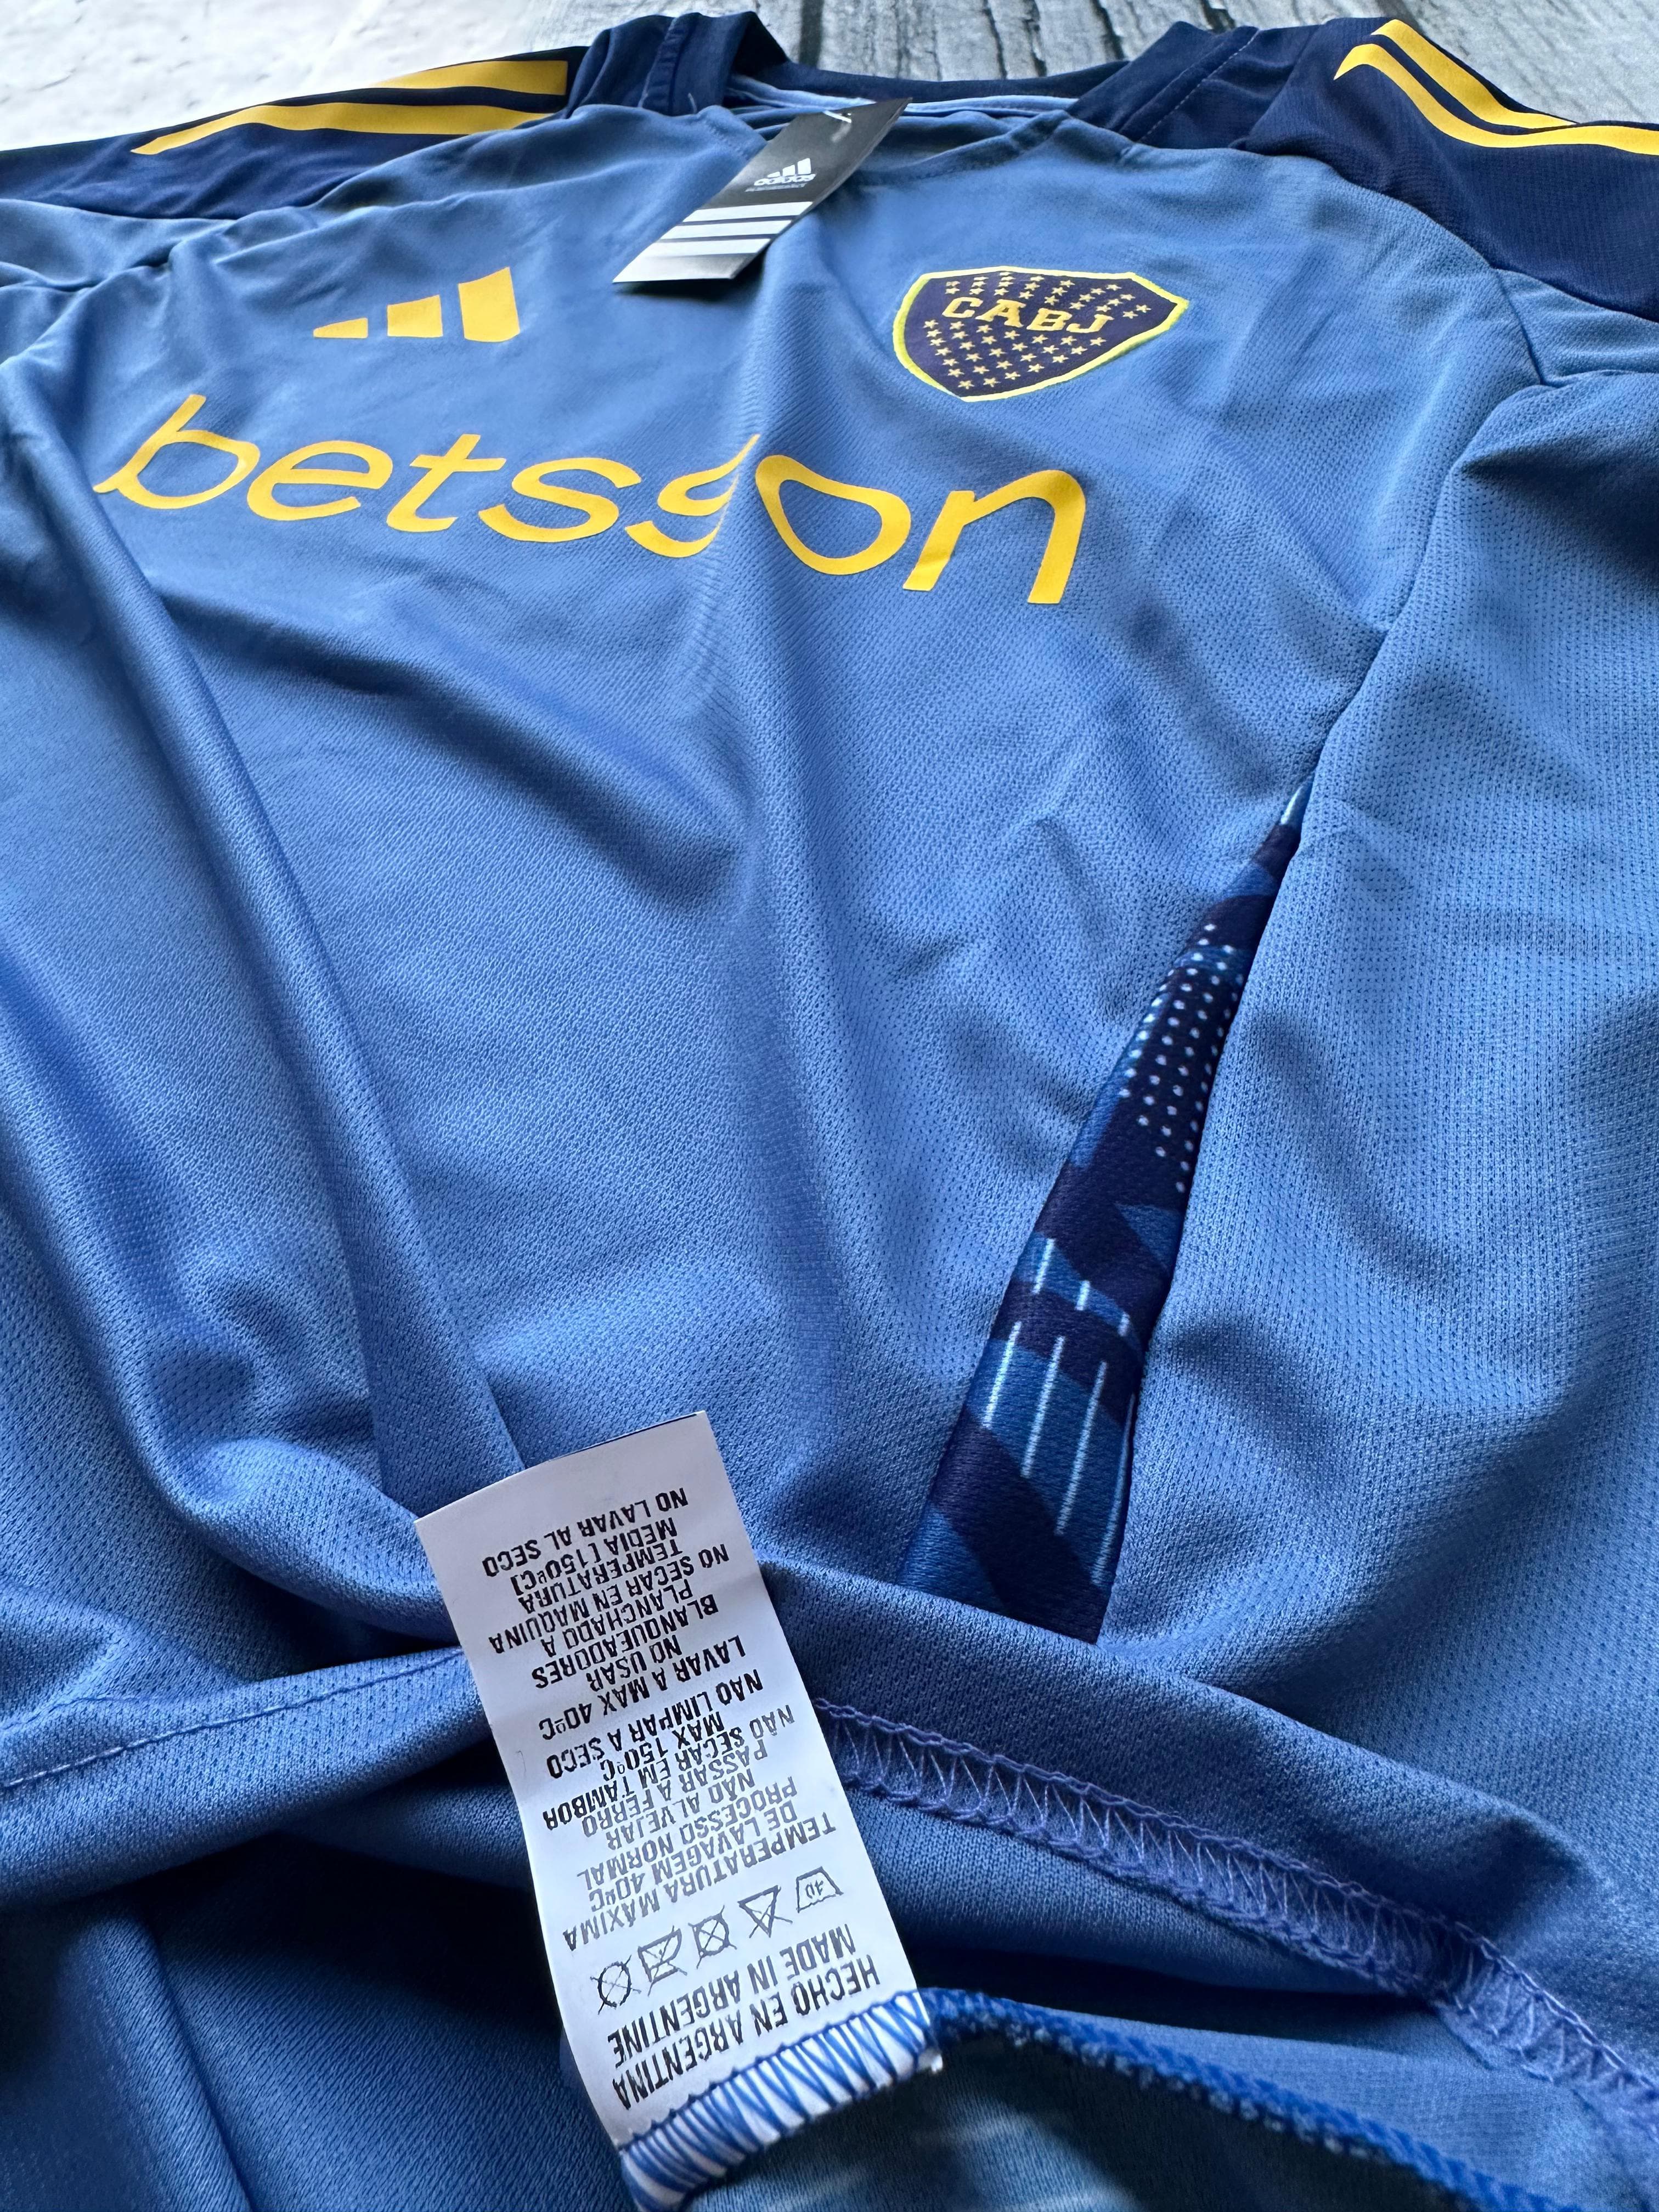 adidas
CABJ
betsson
HECHO EN ARGENTINA
MADE IN ARGENTINE
TEMPERATURA MÁXIMA
DE LAVAGEM 40ºC
PROCESSO NORMAL
NÃO ALVEJAR
PASSAR A FERRO
NÃO SECAR EM TAMBOR
MAX 150ºC
NÃO LIMPAR A SECO
LAVAR A MAX 40ºC
NO USAR
BLANQUEADORES
PLANCHADO A
NO SECAR EN MAQUINA
TEMPERATURA
MEDIA [150ºC]
NO LAVAR AL SECO